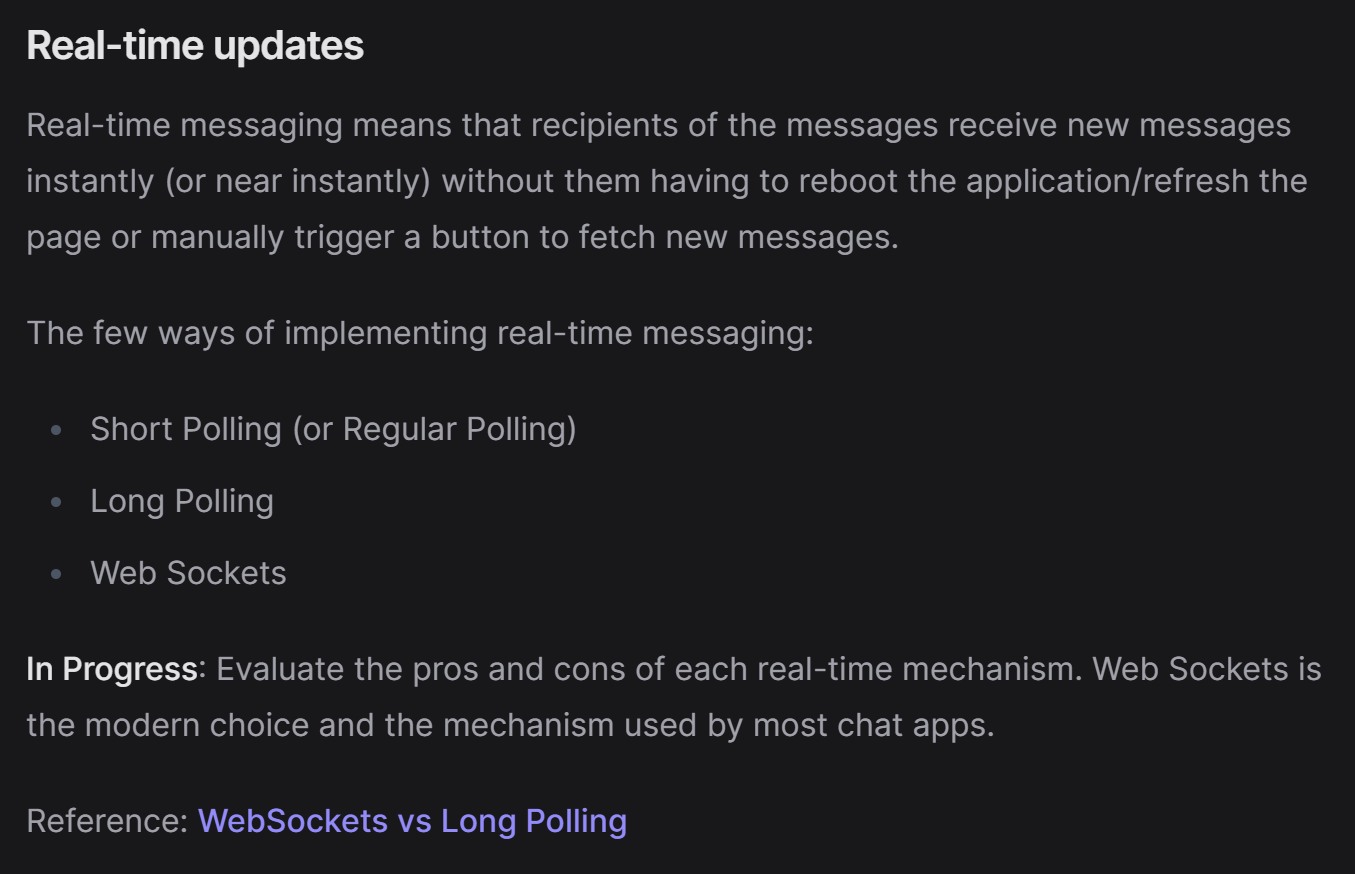 Real-time updates
Real-time messaging means that recipients of the messages receive new messages
instantly (or near instantly) without them having to reboot the application/refresh the
page or manually trigger a button to fetch new messages.
The few ways of implementing real-time messaging:
• Short Polling (or Regular Polling)
• Long Polling
• Web Sockets
In Progress: Evaluate the pros and cons of each real-time mechanism. Web Sockets is
the modern choice and the mechanism used by most chat apps.
Reference: WebSockets vs Long Polling